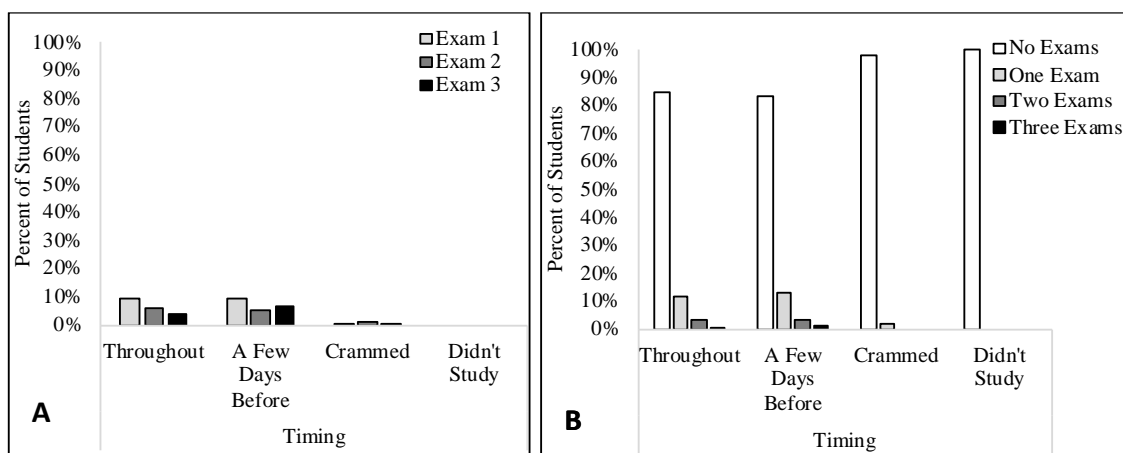 100%
90%
80%
70%
60%
50%
40%
30%
20%
10%
0%
Percent of Students
Exam 1
Exam 2
Exam 3
Throughout
A Few
Days
Before
Crammed
Didn't
Study
Timing
A
100%
90%
80%
70%
60%
50%
40%
30%
20%
10%
0%
Percent of Students
No Exams
One Exam
Two Exams
Three Exams
Throughout
A Few
Days
Before
Crammed
Didn't
Study
Timing
B